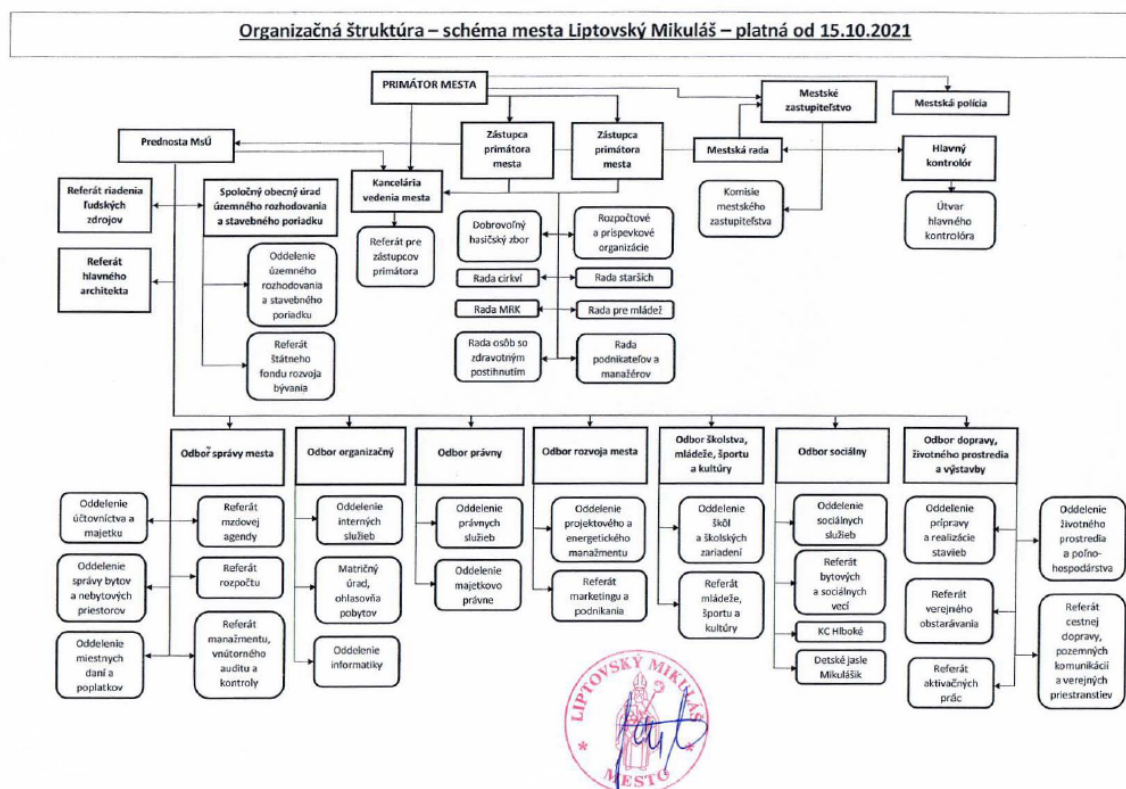 Organizačná štruktúra – schéma mesta Liptovský Mikuláš – platná od 15.10.2021
PRIMÁTOR MESTA
Mestské
zastupiteľstvo
Mestská polícia
Prednosta MsÚ
Zástupca
primátora
mesta
Zástupca
primátora
mesta
Mestská rada
Hlavný
kontrolór
Referát riadenia
ľudských
zdrojov
Spoločný obecný úrad
územného rozhodovania
a stavebného poriadku
Kancelária
vedenia mesta
Komisie
mestského
zastupiteľstva
Útvar
hlavného
kontrolóra
Referát
hlavného
architekta
Oddelenie
územného
rozhodovania
a stavebného
poriadku
Referát pre
zástupcov
primátora
Dobrovoľný
hasičský zbor
Rozpočtové
a príspevkové
organizácie
Rada cirkví
Rada starších
Rada MRK
Rada pre mládež
Referát
štátneho
fondu rozvoja
bývania
Rada osôb so
zdravotným
postihnutím
Rada
podnikateľov a
manažérov
Odbor správy mesta
Odbor organizačný
Odbor právny
Odbor rozvoja mesta
Odbor školstva,
mládeže, športu
a kultúry
Odbor sociálny
Odbor dopravy,
životného prostredia
a výstavby
Oddelenie
účtovníctva a
majetku
Referát
mzdovej
agendy
Oddelenie
interných
služieb
Oddelenie
právnych
služieb
Oddelenie
projektového a
energetického
manažmentu
Oddelenie
škôl
a školských
zariadení
Oddelenie
sociálnych
služieb
Oddelenie
prípravy
a realizácie
stavieb
Oddelenie
životného
prostredia
a poľno-
hospodárstva
Oddelenie
správy bytov
a nebytových
priestorov
Referát
rozpočtu
Matričný
úrad,
ohlasovňa
pobytov
Oddelenie
majetkovo
právne
Referát
marketingu a
podnikania
Referát
mládeže,
športu a
kultúry
Referát
bytových
a sociálnych
vecí
Referát
verejného
obstarávania
Referát
cestnej
dopravy,
pozemných
komunikácií
a verejných
priestranstiev
Oddelenie
miestnych
daní a
poplatkov
Referát
manažmentu,
vnútorného
auditu a
kontroly
Oddelenie
informatiky
KC Hlboké
Detské jasle
Mikulášik
Referát
aktivačných
prác
LIPTOVSKÝ MIKULÁŠ
MESTO